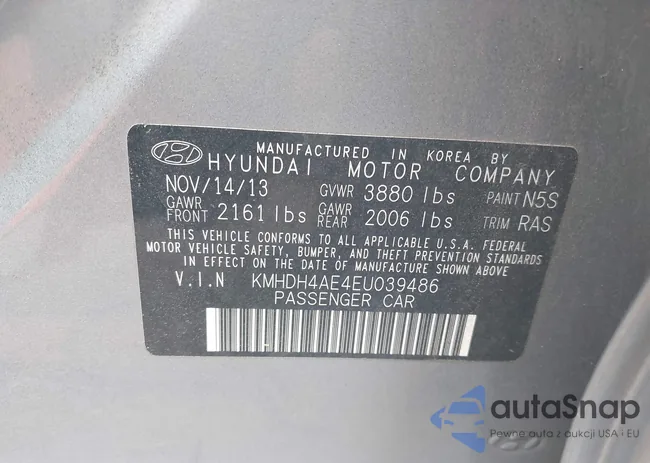 MANUFACTURED IN KOREA BY
HYUNDAI MOTOR COMPANY
NOV/14/13 GVWR 3880 lbs PAINT N5S
GAWR FRONT 2161 lbs GAWR REAR 2006 lbs TRIM RAS
THIS VEHICLE CONFORMS TO ALL APPLICABLE U.S.A. FEDERAL
MOTOR VEHICLE SAFETY, BUMPER, AND THEFT PREVENTION STANDARDS
IN EFFECT ON THE DATE OF MANUFACTURE SHOWN ABOVE
V.I.N KMHDH4AE4EU039486
PASSENGER CAR
autaSnap
Pewne auta z aukcji USA i EU